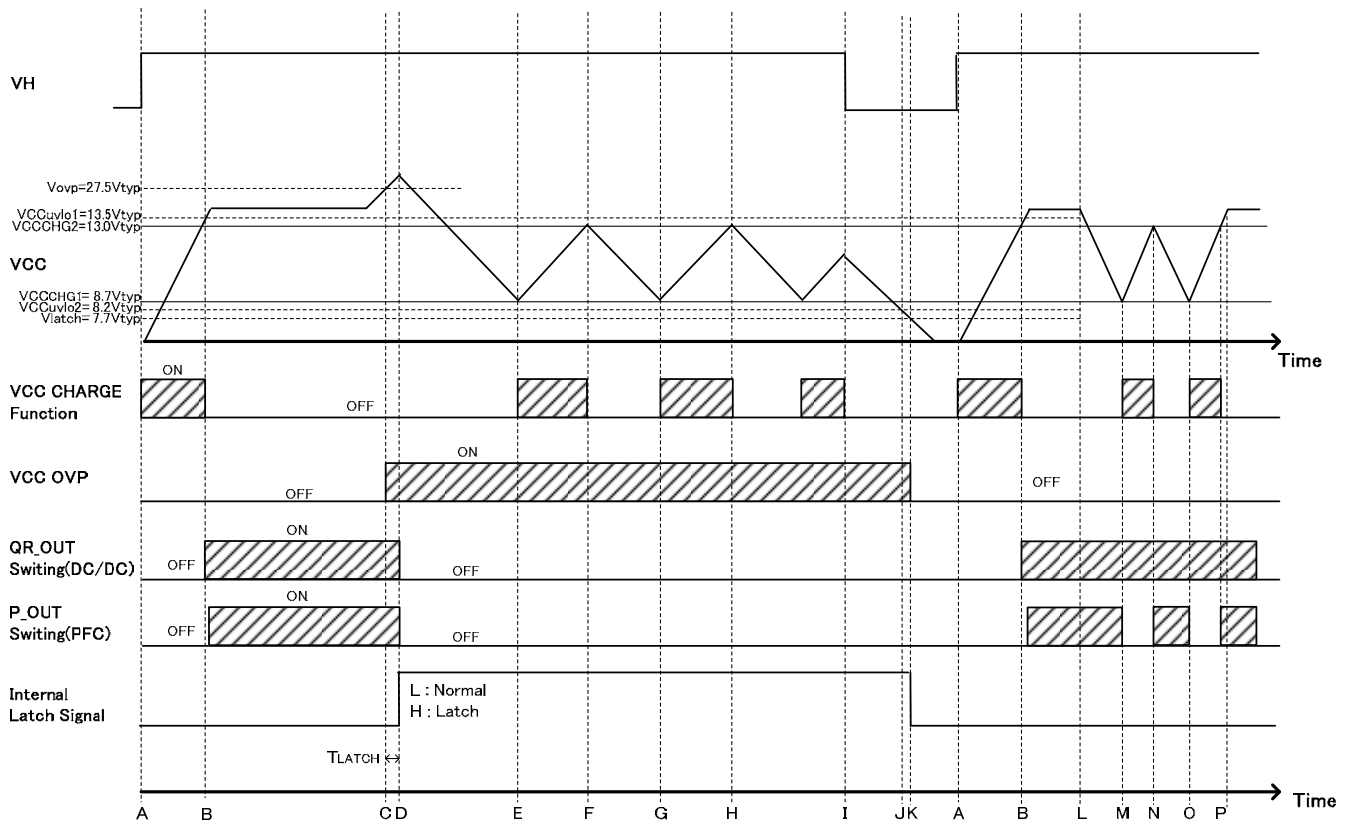 VH
Vovp=27.5Vtyp
VCCuvlo1=13.5Vtyp
VCCCHG2=13.0Vtyp
VCC
VCCCHG1= 8.7Vtyp
VCCuvlo2= 8.2Vtyp
Vlatch= 7.7Vtyp
Time
VCC CHARGE
Function
ON
OFF
VCC OVP
OFF
ON
OFF
QR_OUT
Switing(DC/DC)
OFF
ON
OFF
P_OUT
Switing(PFC)
OFF
ON
OFF
Internal
Latch Signal
L : Normal
H : Latch
TLATCH
Time
A B C D E F G H I J K A B L M N O P